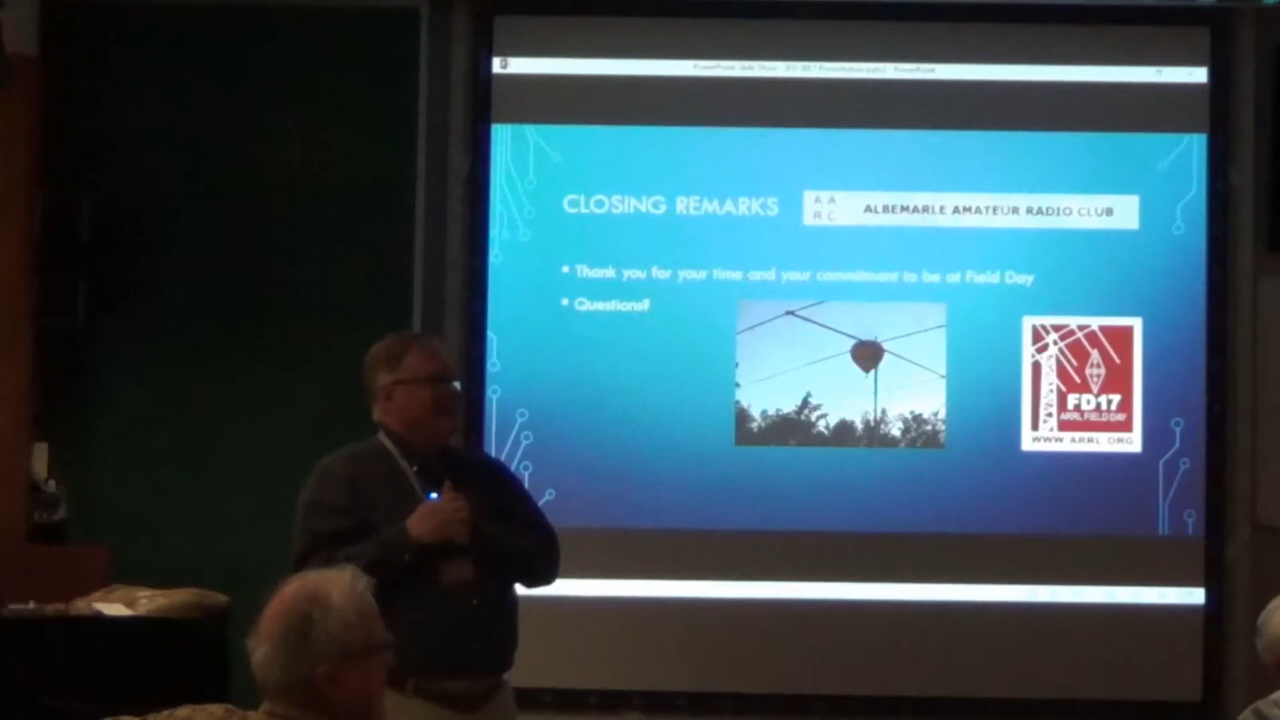 CLOSING REMARKS
A A
R C
ALBEMARLE AMATEUR RADIO CLUB
• Thank you for your time and your commitment to be at Field Day
• Questions?
FD17
ARRL FIELD DAY
WWW ARRL ORG